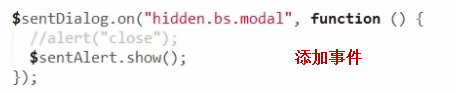 $sentDialog.on("hidden.bs.modal", function () {
//alert("close");
$sentAlert.show();
添加事件
});